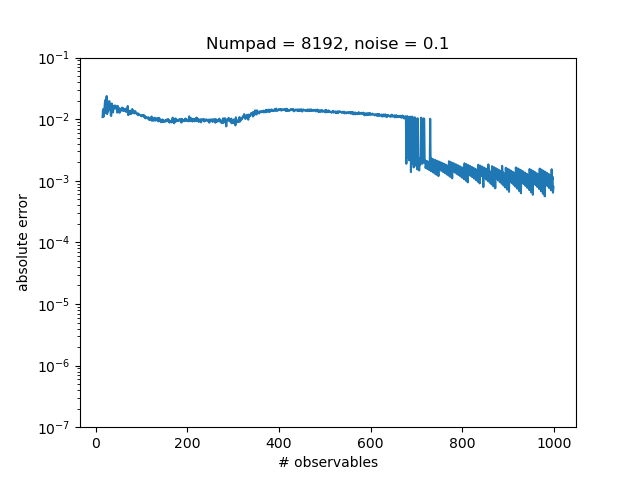 Numpad = 8192, noise = 0.1
10⁻¹
10⁻²
10⁻³
10⁻⁴
10⁻⁵
10⁻⁶
10⁻⁷
absolute error
0 200 400 600 800 1000
# observables